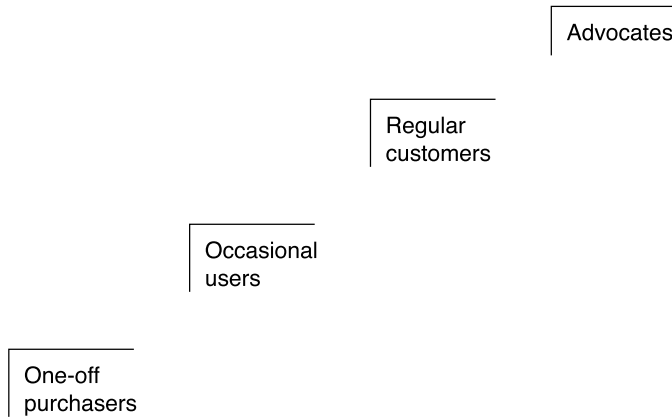 Advocates
Regular
customers
Occasional
users
One-off
purchasers